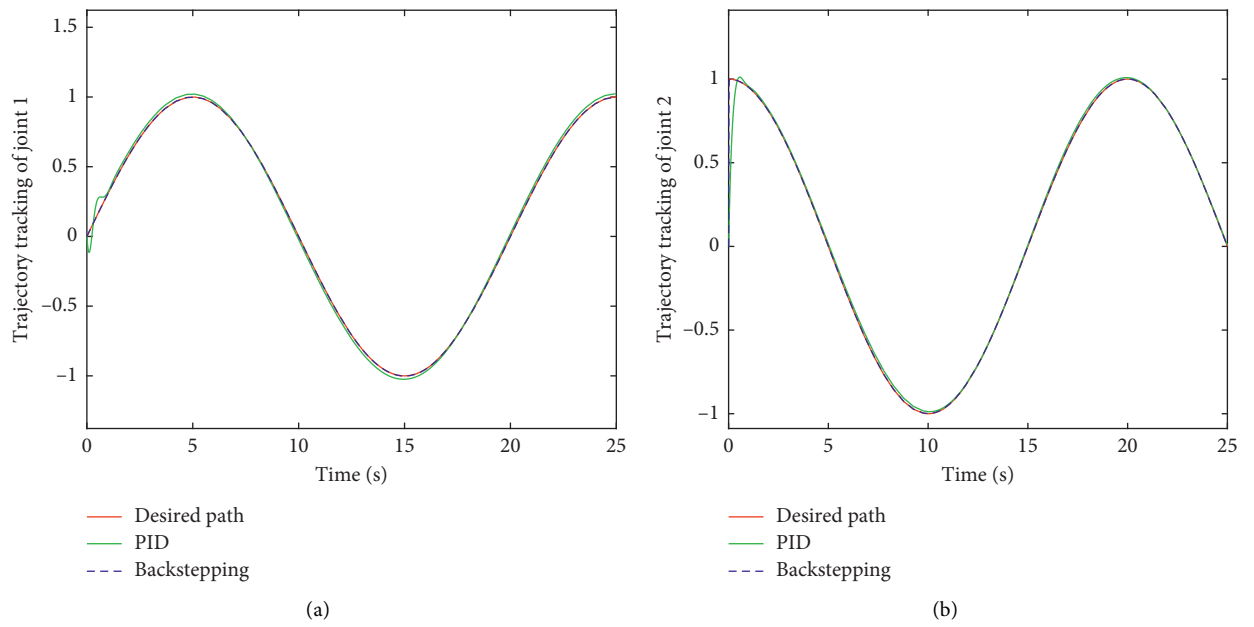 Trajectory tracking of joint 1
1.5
1
0.5
0
–0.5
–1
0 5 10 15 20 25
Time (s)
Desired path
PID
Backstepping
(a)
Trajectory tracking of joint 2
1
0.5
0
–0.5
–1
0 5 10 15 20 25
Time (s)
Desired path
PID
Backstepping
(b)